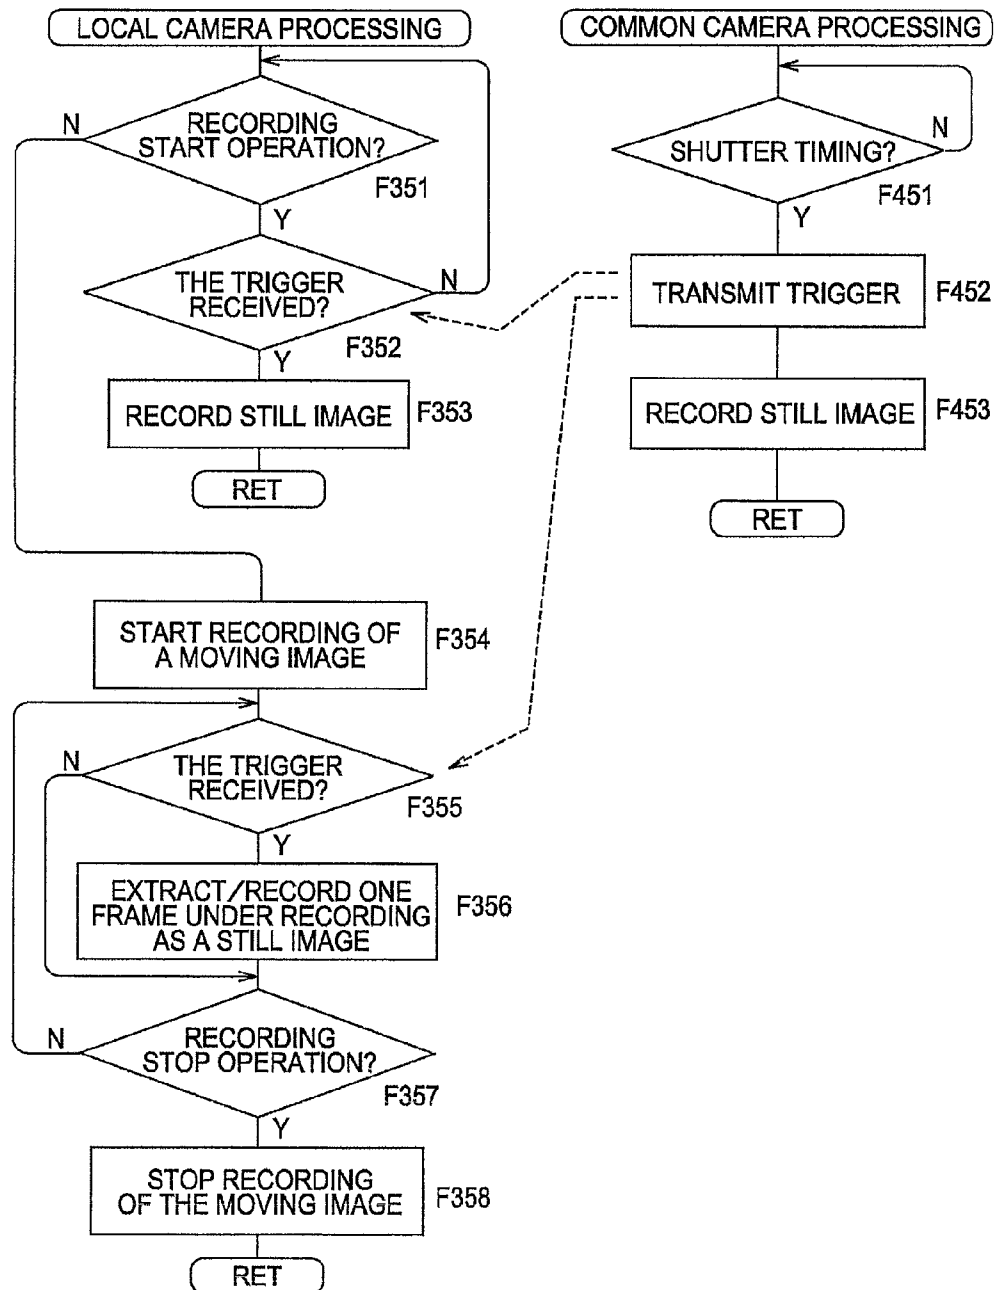 LOCAL CAMERA PROCESSING
N
RECORDING
START OPERATION?
F351
Y
THE TRIGGER
RECEIVED?
N
F352
Y
RECORD STILL IMAGE
F353
RET
START RECORDING OF
A MOVING IMAGE
F354
N
THE TRIGGER
RECEIVED?
F355
Y
EXTRACT/RECORD ONE
FRAME UNDER RECORDING
AS A STILL IMAGE
F356
N
RECORDING
STOP OPERATION?
F357
Y
STOP RECORDING
OF THE MOVING IMAGE
F358
RET
COMMON CAMERA PROCESSING
SHUTTER TIMING?
N
F451
Y
TRANSMIT TRIGGER
F452
RECORD STILL IMAGE
F453
RET